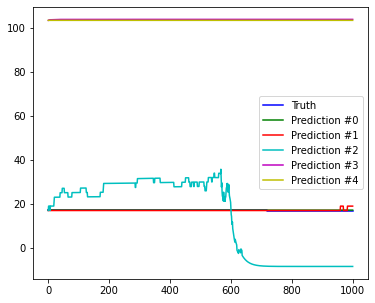 100
80
60
40
20
0
0
200
400
600
800
1000
Truth
Prediction #0
Prediction #1
Prediction #2
Prediction #3
Prediction #4